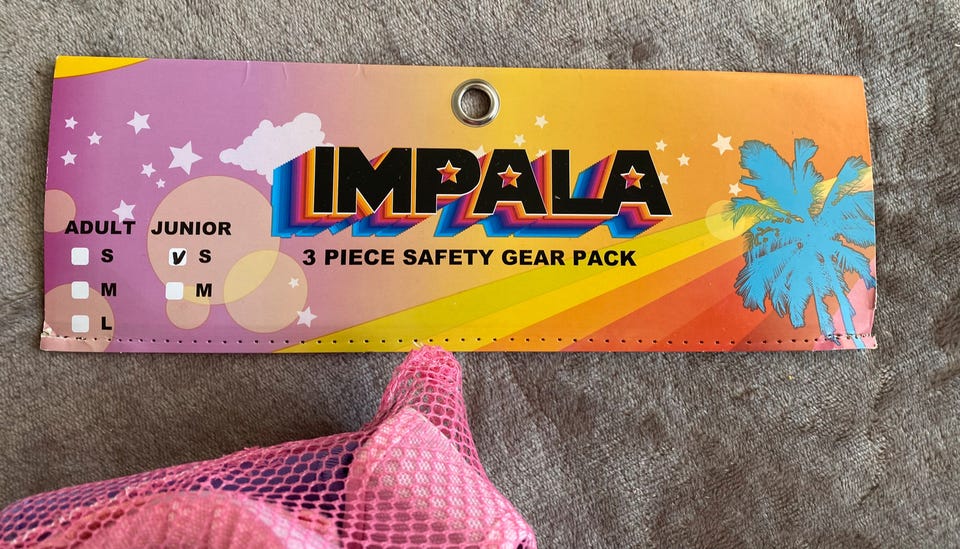 IMPALA
3 PIECE SAFETY GEAR PACK
ADULT JUNIOR
S V S
M M
L